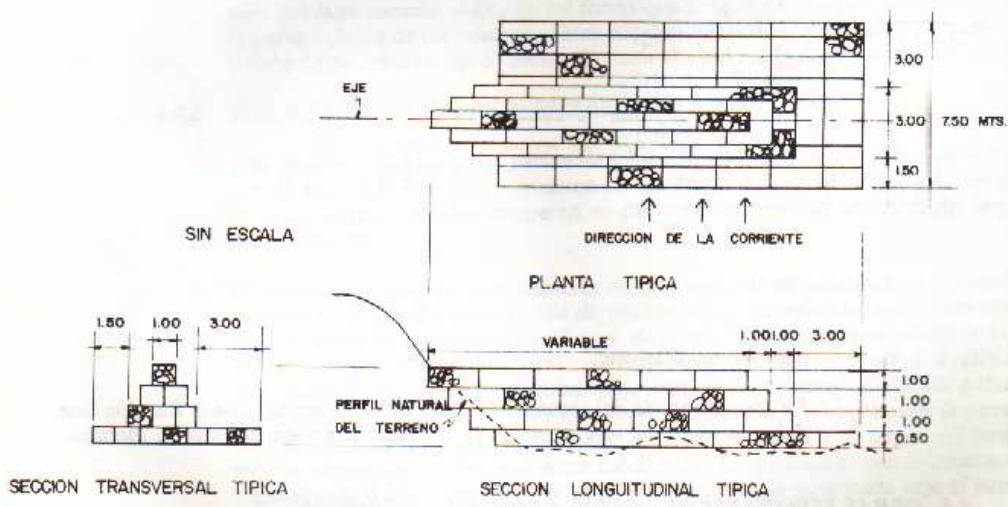 3.00
EJE
3.00
7.50 MTS.
1.50
SIN ESCALA
DIRECCION DE LA CORRIENTE
PLANTA TIPICA
1.50
1.00
3.00
VARIABLE
1.00
1.00
3.00
PERFIL NATURAL
DEL TERRENO
1.00
1.00
1.00
0.50
SECCION TRANSVERSAL TIPICA
SECCION LONGUITUDINAL TIPICA